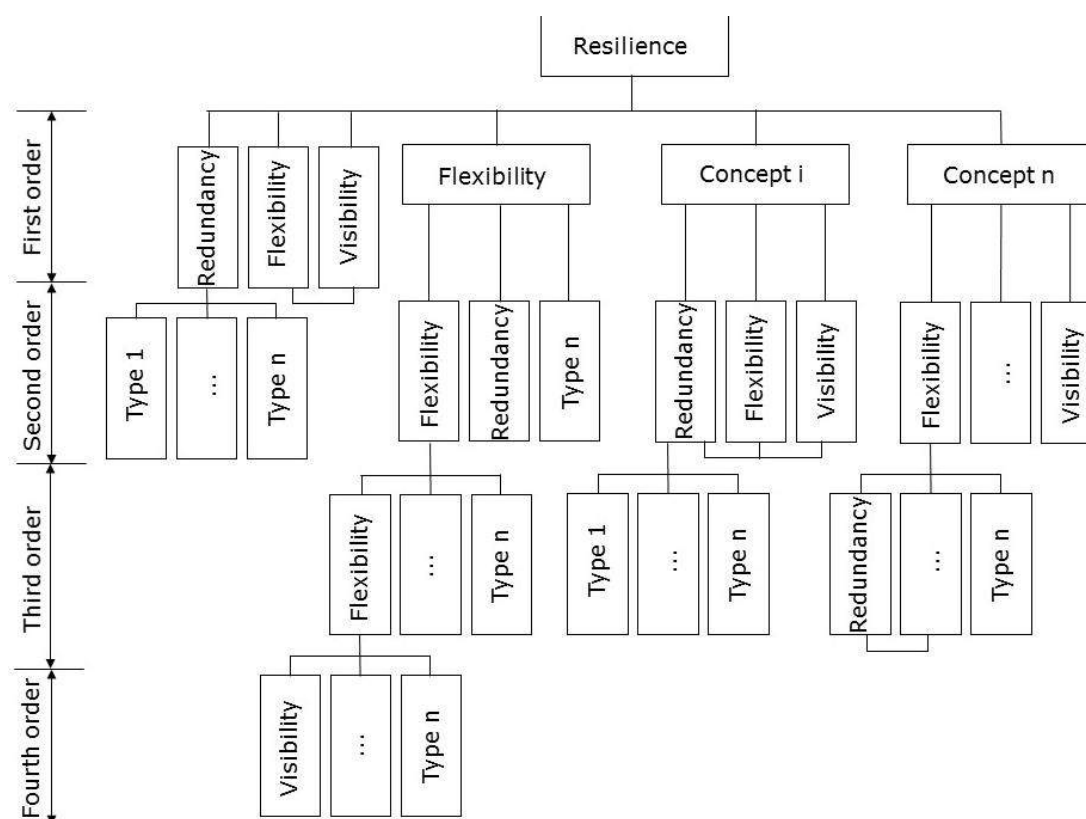 Resilience
First order
Redundancy
Flexibility
Visibility
Flexibility
Concept i
Concept n
Second order
Type 1
...
Type n
Flexibility
Redundancy
Type n
Redundancy
Flexibility
Visibility
Flexibility
...
Visibility
Third order
Flexibility
...
Type n
Type 1
...
Type n
Redundancy
...
Type n
Fourth order
Visibility
...
Type n